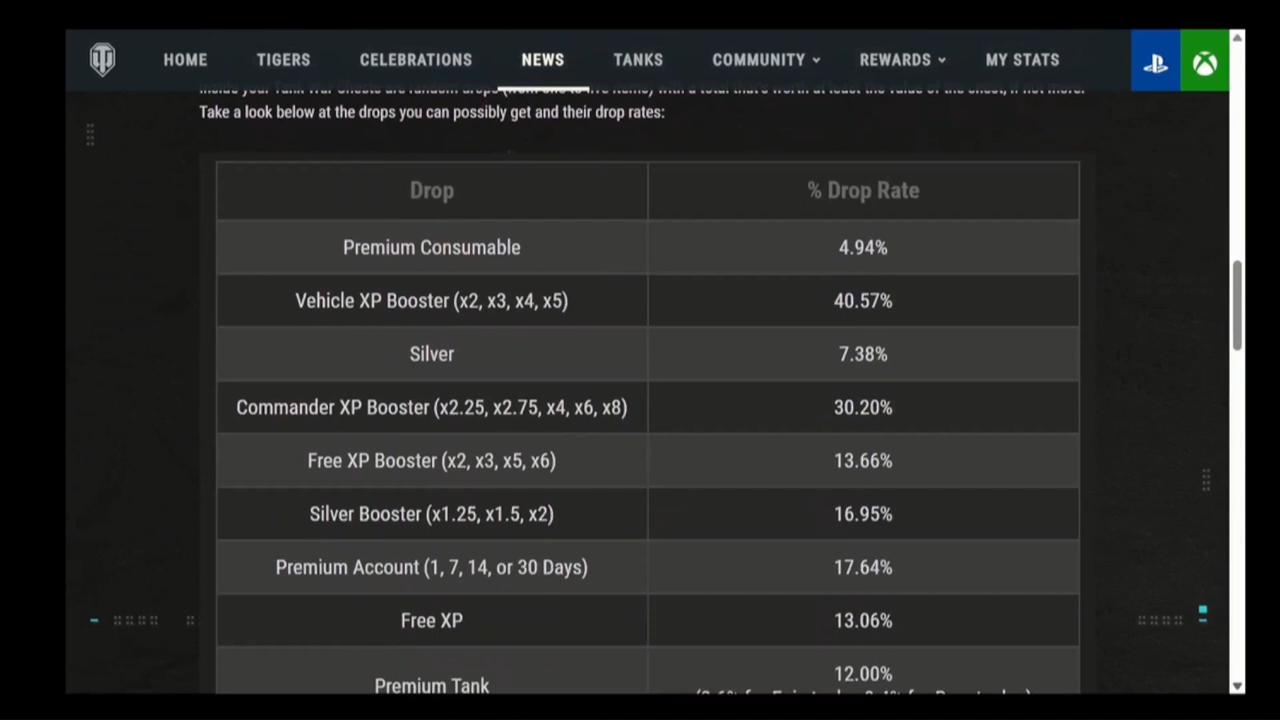 HOME TIGERS CELEBRATIONS NEWS TANKS COMMUNITY REWARDS MY STATS
Take a look below at the drops you can possibly get and their drop rates:
Drop % Drop Rate
Premium Consumable 4.94%
Vehicle XP Booster (x2, x3, x4, x5) 40.57%
Silver 7.38%
Commander XP Booster (x2.25, x2.75, x4, x6, x8) 30.20%
Free XP Booster (x2, x3, x5, x6) 13.66%
Silver Booster (x1.25, x1.5, x2) 16.95%
Premium Account (1, 7, 14, or 30 Days) 17.64%
Free XP 13.06%
Premium Tank 12.00%